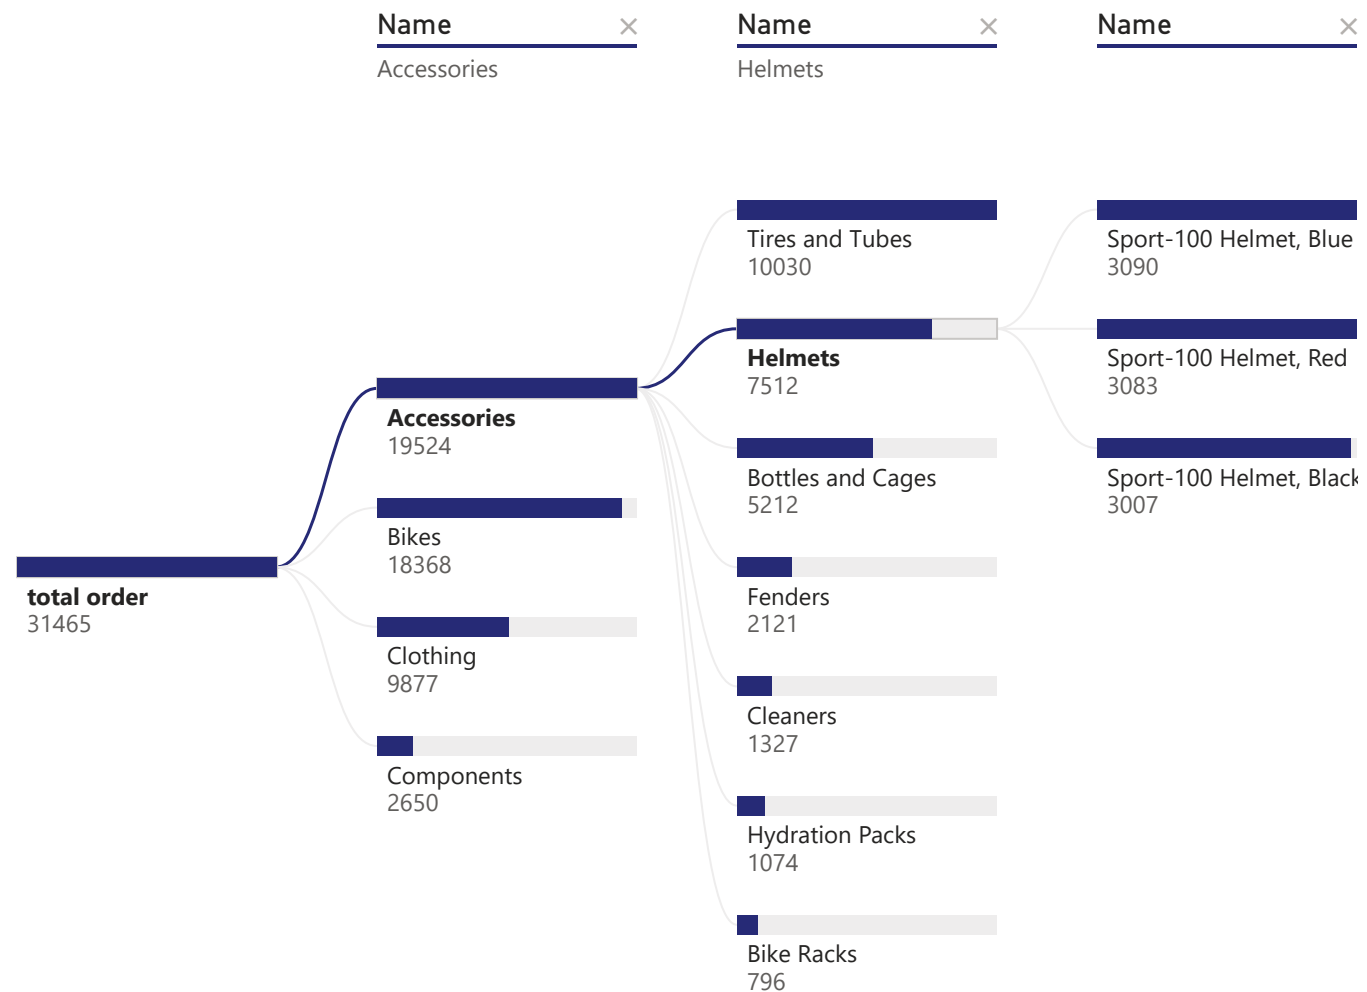 Name
Accessories
Name
Helmets
Name
total order
31465
Accessories
19524
Bikes
18368
Clothing
9877
Components
2650
Tires and Tubes
10030
Helmets
7512
Bottles and Cages
5212
Fenders
2121
Cleaners
1327
Hydration Packs
1074
Bike Racks
796
Sport-100 Helmet, Blue
3090
Sport-100 Helmet, Red
3083
Sport-100 Helmet, Black
3007